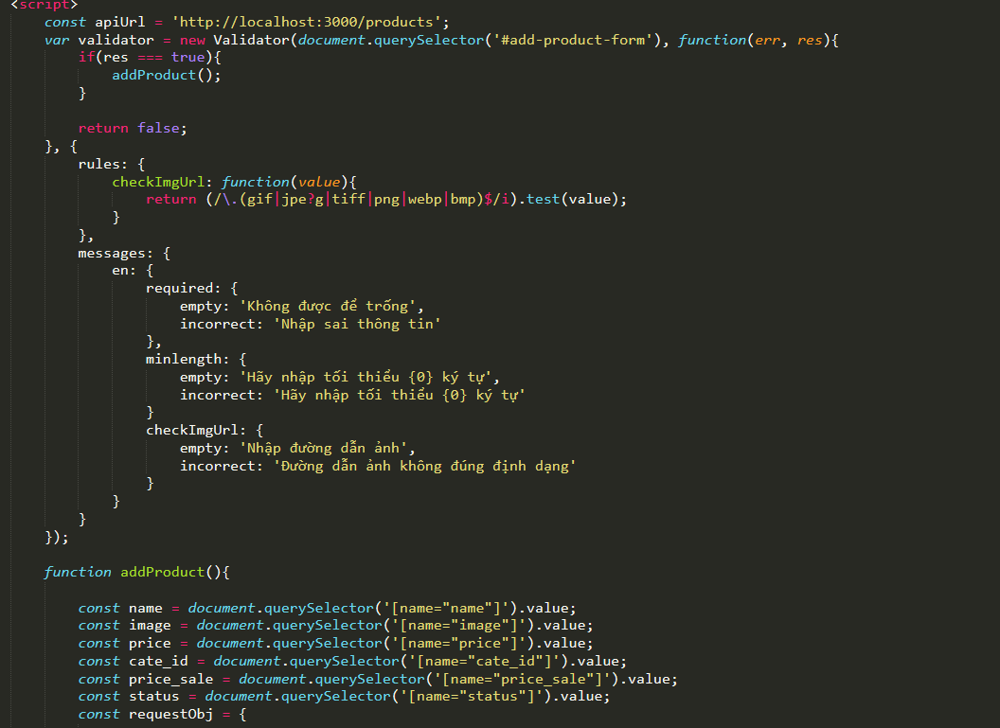 <script>
const apiUrl = 'http://localhost:3000/products';
var validator = new Validator(document.querySelector('#add-product-form'), function(err, res){
if(res === true){
addProduct();
}
return false;
}, {
rules: {
checkImgUrl: function(value){
return (/\.(gif|jpe?g|tiff|png|webp|bmp)$/i).test(value);
}
},
messages: {
en: {
required: {
empty: 'Không được để trống',
incorrect: 'Nhập sai thông tin'
},
minlength: {
empty: 'Hãy nhập tối thiểu {0} ký tự',
incorrect: 'Hãy nhập tối thiểu {0} ký tự'
}
checkImgUrl: {
empty: 'Nhập đường dẫn ảnh',
incorrect: 'Đường dẫn ảnh không đúng định dạng'
}
}
}
});
function addProduct(){
const name = document.querySelector('[name="name"]').value;
const image = document.querySelector('[name="image"]').value;
const price = document.querySelector('[name="price"]').value;
const cate_id = document.querySelector('[name="cate_id"]').value;
const price_sale = document.querySelector('[name="price_sale"]').value;
const status = document.querySelector('[name="status"]').value;
const requestObj = {